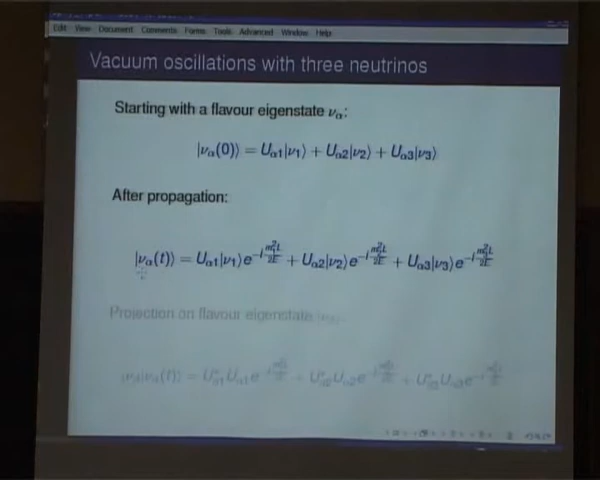 Edit View Document Comments Forms Tools Advanced Window Help
Vacuum oscillations with three neutrinos
Starting with a flavour eigenstate να:
|να(0)⟩ = Uα1|ν1⟩ + Uα2|ν2⟩ + Uα3|ν3⟩
After propagation:
|να(t)⟩ = Uα1|ν1⟩e^{-i m₁²L/2E} + Uα2|ν2⟩e^{-i m₂²L/2E} + Uα3|ν3⟩e^{-i m₃²L/2E}
Projection on flavour eigenstate